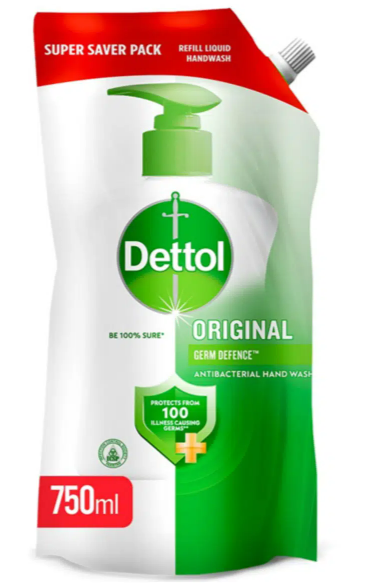 SUPER SAVER PACK
REFILL LIQUID
HANDWASH
Dettol
BE 100% SURE*
ORIGINAL
GERM DEFENCE™
ANTIBACTERIAL HAND WASH
PROTECTS FROM
100
ILLNESS CAUSING
GERMS**
750ml